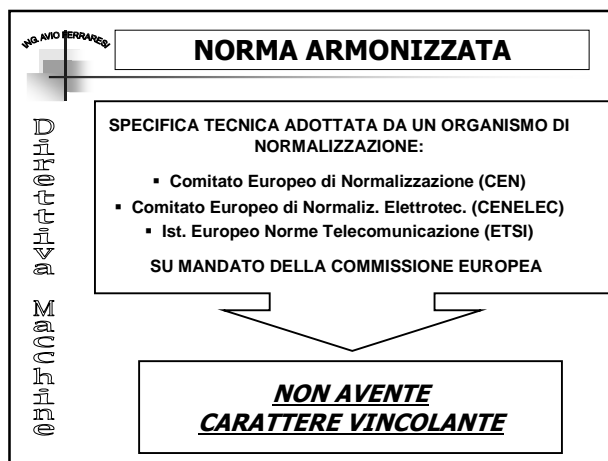 ING. AVIO FERRARESI
NORMA ARMONIZZATA
Direttiva Macchine
SPECIFICA TECNICA ADOTTATA DA UN ORGANISMO DI
NORMALIZZAZIONE:
▪ Comitato Europeo di Normalizzazione (CEN)
▪ Comitato Europeo di Normaliz. Elettrotec. (CENELEC)
▪ Ist. Europeo Norme Telecomunicazione (ETSI)
SU MANDATO DELLA COMMISSIONE EUROPEA
NON AVENTE
CARATTERE VINCOLANTE